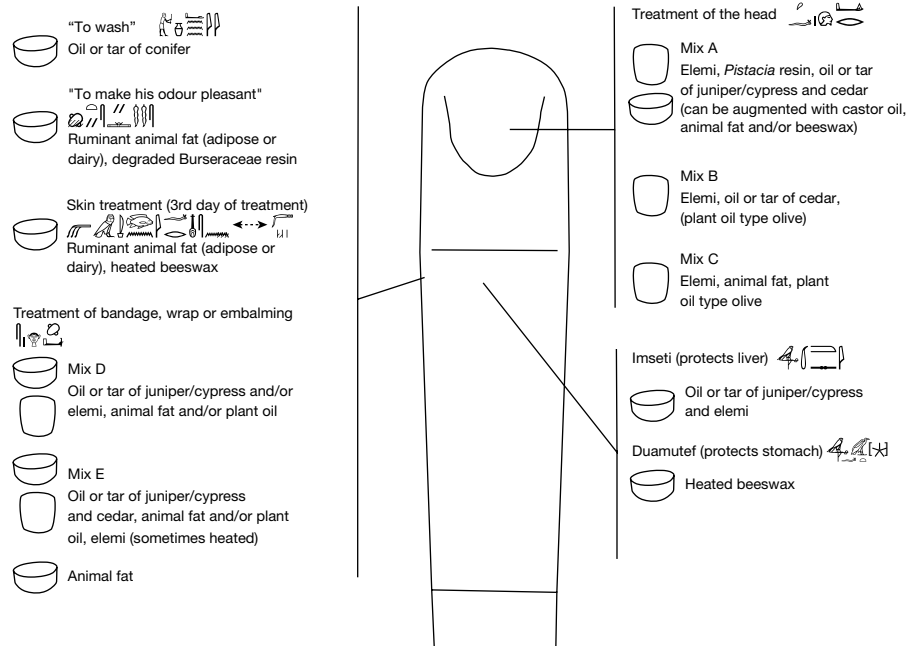 “To wash”
Oil or tar of conifer
"To make his odour pleasant"
Ruminant animal fat (adipose or
dairy), degraded Burseraceae resin
Skin treatment (3rd day of treatment)
Ruminant animal fat (adipose or
dairy), heated beeswax
Treatment of bandage, wrap or embalming
Mix D
Oil or tar of juniper/cypress and/or
elemi, animal fat and/or plant oil
Mix E
Oil or tar of juniper/cypress
and cedar, animal fat and/or plant
oil, elemi (sometimes heated)
Animal fat
Treatment of the head
Mix A
Elemi, Pistacia resin, oil or tar
of juniper/cypress and cedar
(can be augmented with castor oil,
animal fat and/or beeswax)
Mix B
Elemi, oil or tar of cedar,
(plant oil type olive)
Mix C
Elemi, animal fat, plant
oil type olive
Imseti (protects liver)
Oil or tar of juniper/cypress
and elemi
Duamutef (protects stomach)
Heated beeswax